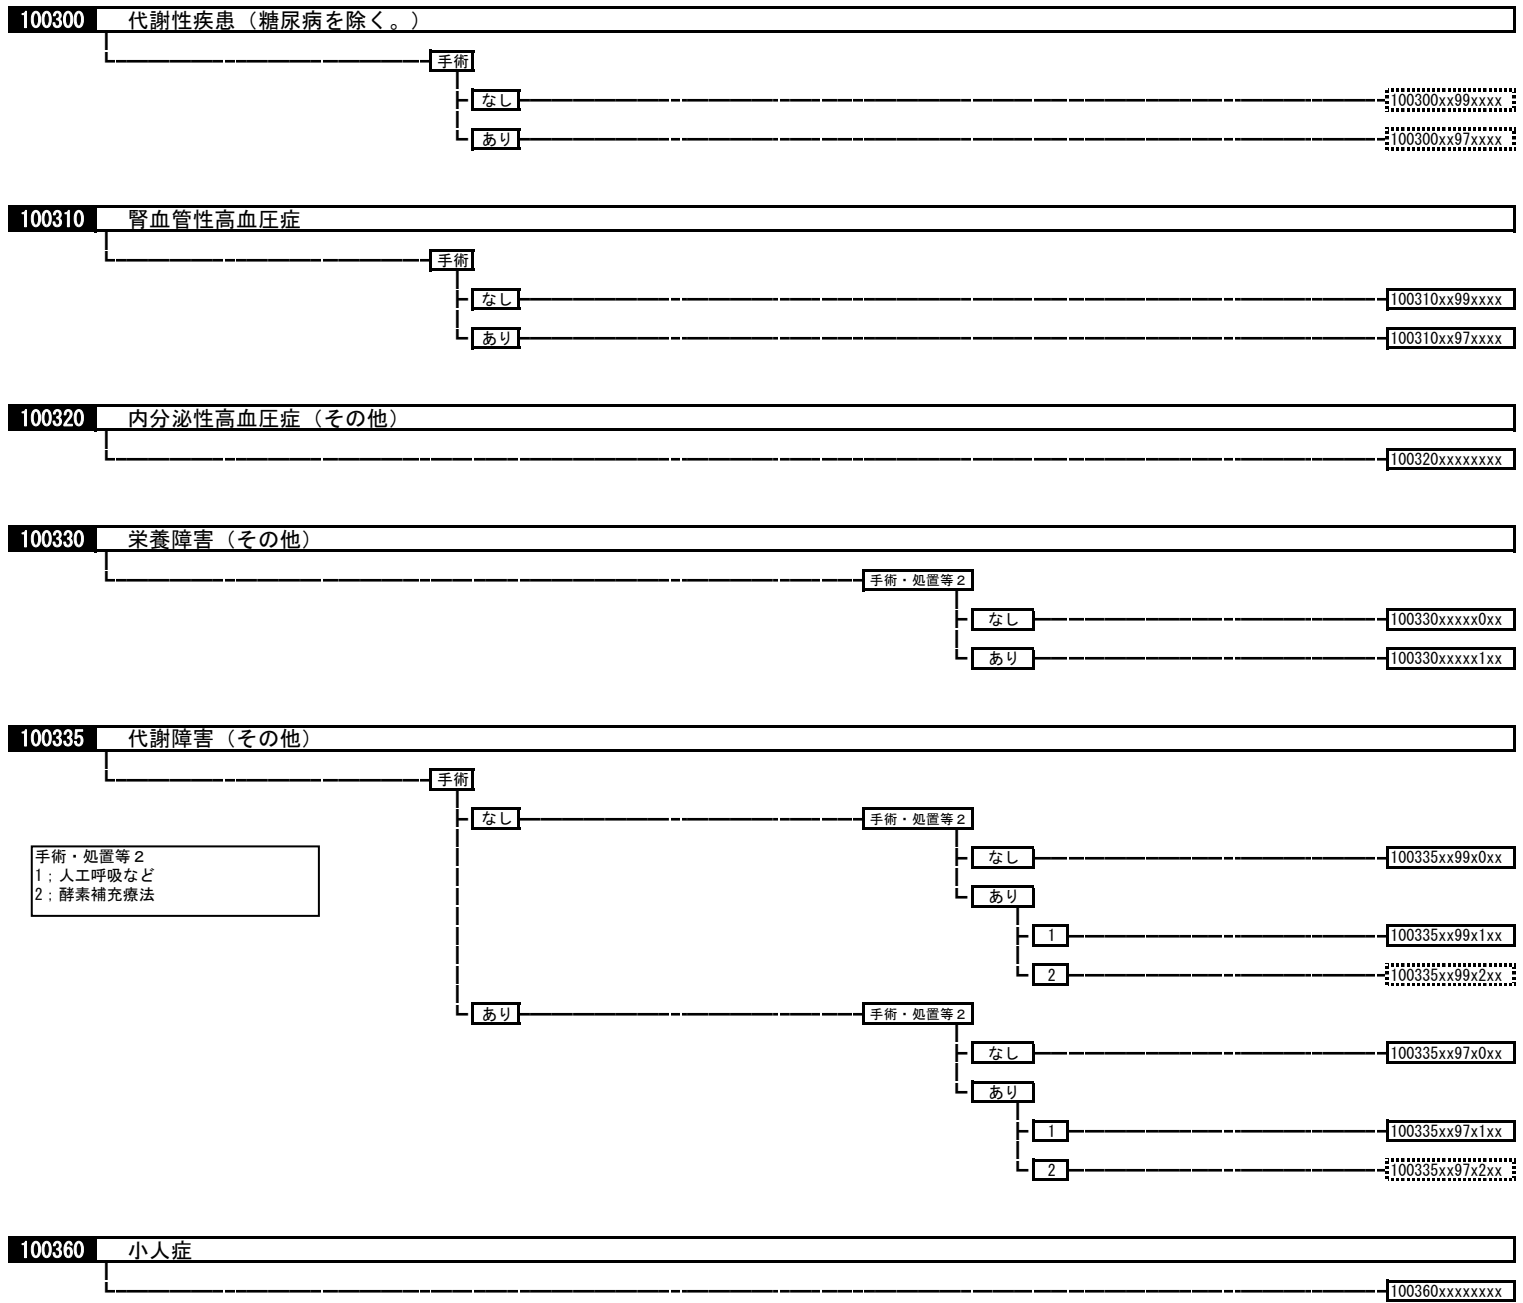 100300 代謝性疾患（糖尿病を除く。）
手術
なし 100300xx99xxxx
あり 100300xx97xxxx
100310 腎血管性高血圧症
手術
なし 100310xx99xxxx
あり 100310xx97xxxx
100320 内分泌性高血圧症（その他）
100320xxxxxxxx
100330 栄養障害（その他）
手術・処置等２
なし 100330xxxxx0xx
あり 100330xxxxx1xx
100335 代謝障害（その他）
手術
なし 手術・処置等２
手術・処置等２
1；人工呼吸など
2；酵素補充療法
なし 100335xx99x0xx
あり
1 100335xx99x1xx
2 100335xx99x2xx
あり 手術・処置等２
なし 100335xx97x0xx
あり
1 100335xx97x1xx
2 100335xx97x2xx
100360 小人症
100360xxxxxxxx